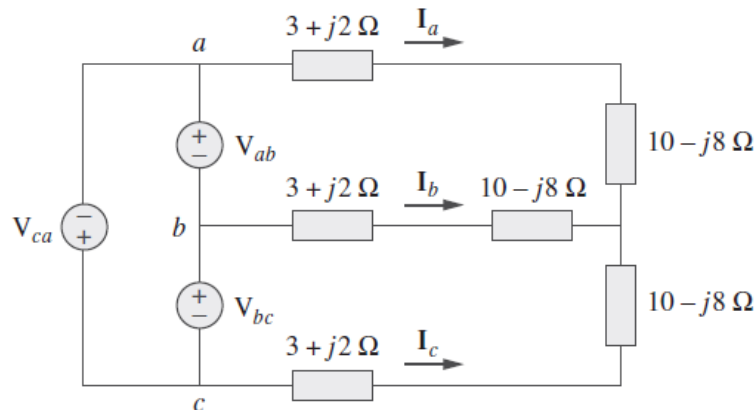 3 + j2 Ω
I_a
a
+
−
V_ab
10 – j8 Ω
3 + j2 Ω
I_b
10 – j8 Ω
−
+
V_ca
b
+
−
V_bc
10 – j8 Ω
3 + j2 Ω
I_c
c